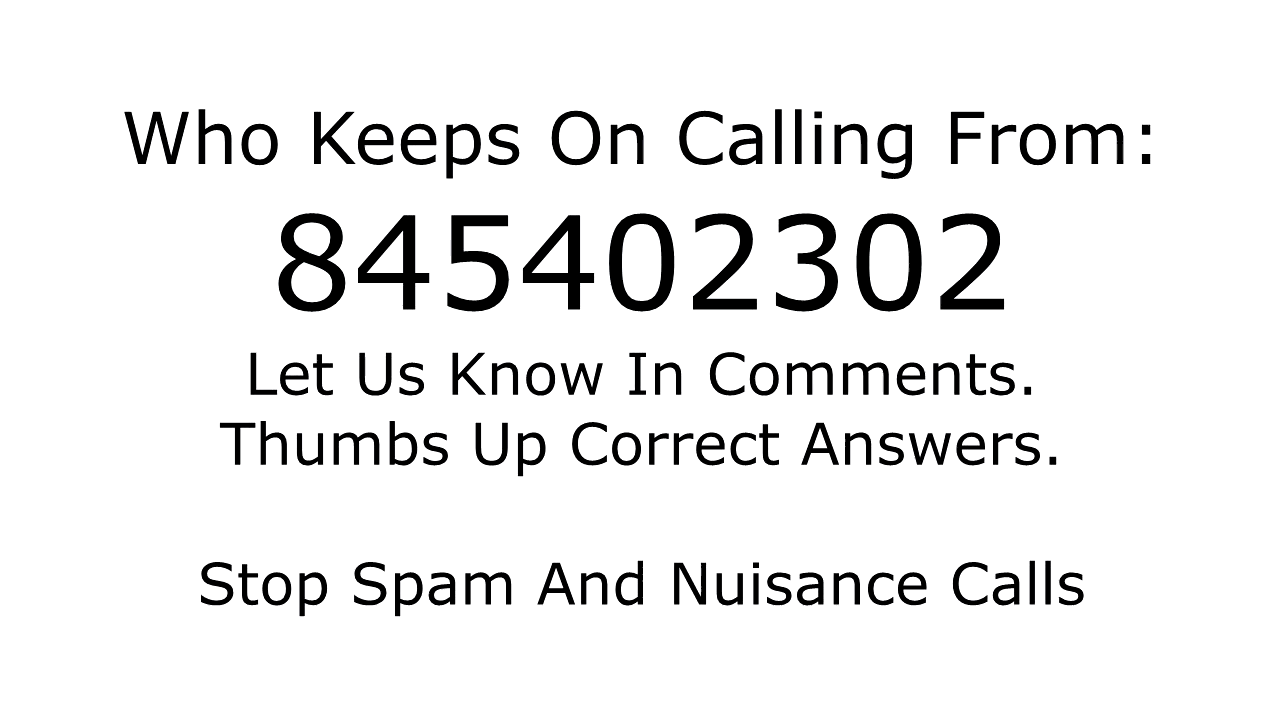 Who Keeps On Calling From:
845402302
Let Us Know In Comments.
Thumbs Up Correct Answers.
Stop Spam And Nuisance Calls